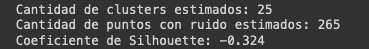 Cantidad de clusters estimados: 25
Cantidad de puntos con ruido estimados: 265
Coeficiente de Silhouette: -0.324